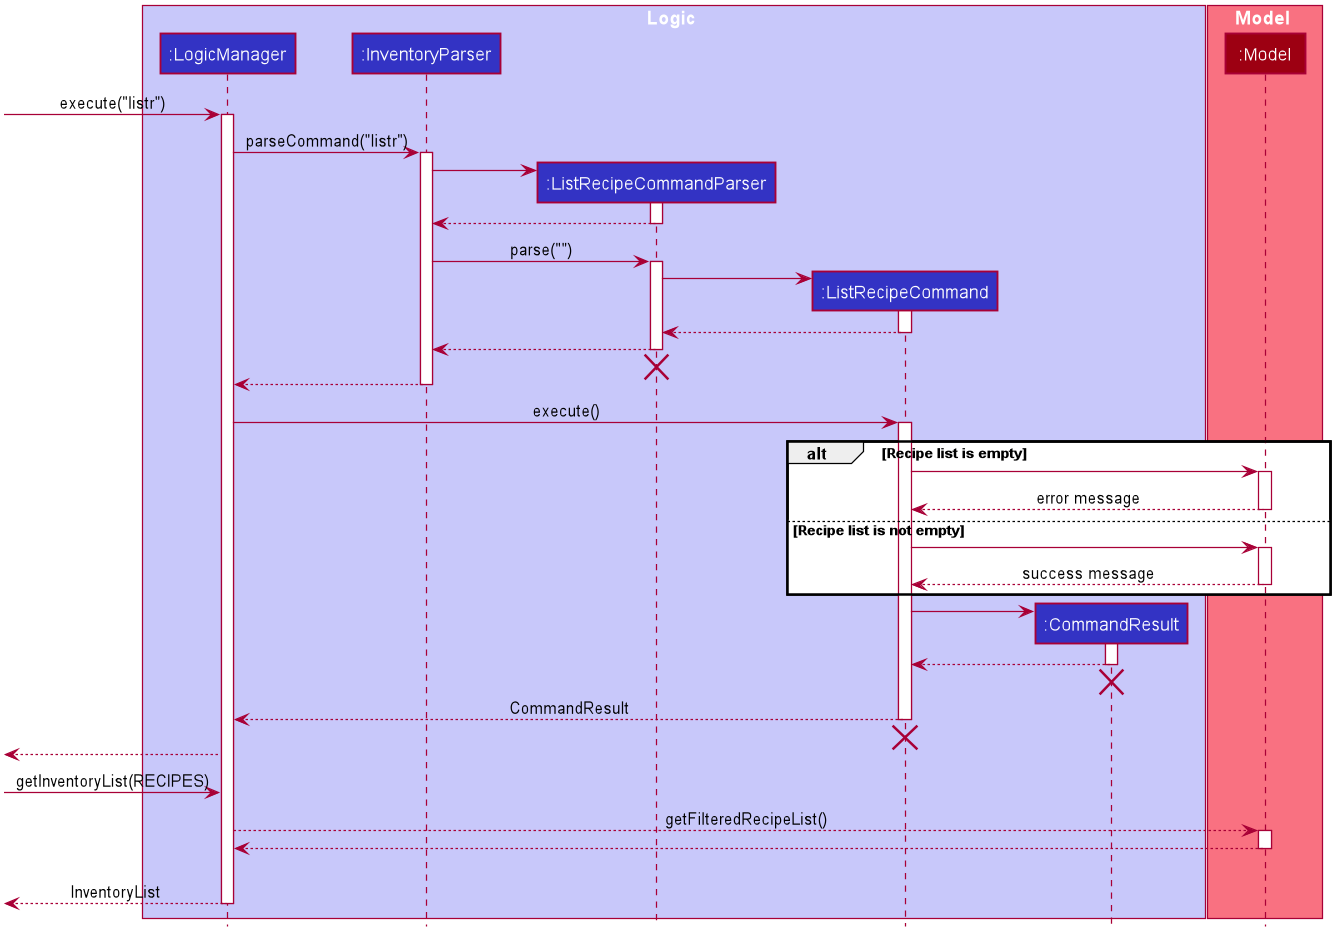 Logic
Model
:LogicManager
:InventoryParser
:Model
execute("listr")
parseCommand("listr")
:ListRecipeCommandParser
parse("")
:ListRecipeCommand
execute()
alt
[Recipe list is empty]
error message
[Recipe list is not empty]
success message
:CommandResult
CommandResult
getInventoryList(RECIPES)
getFilteredRecipeList()
InventoryList